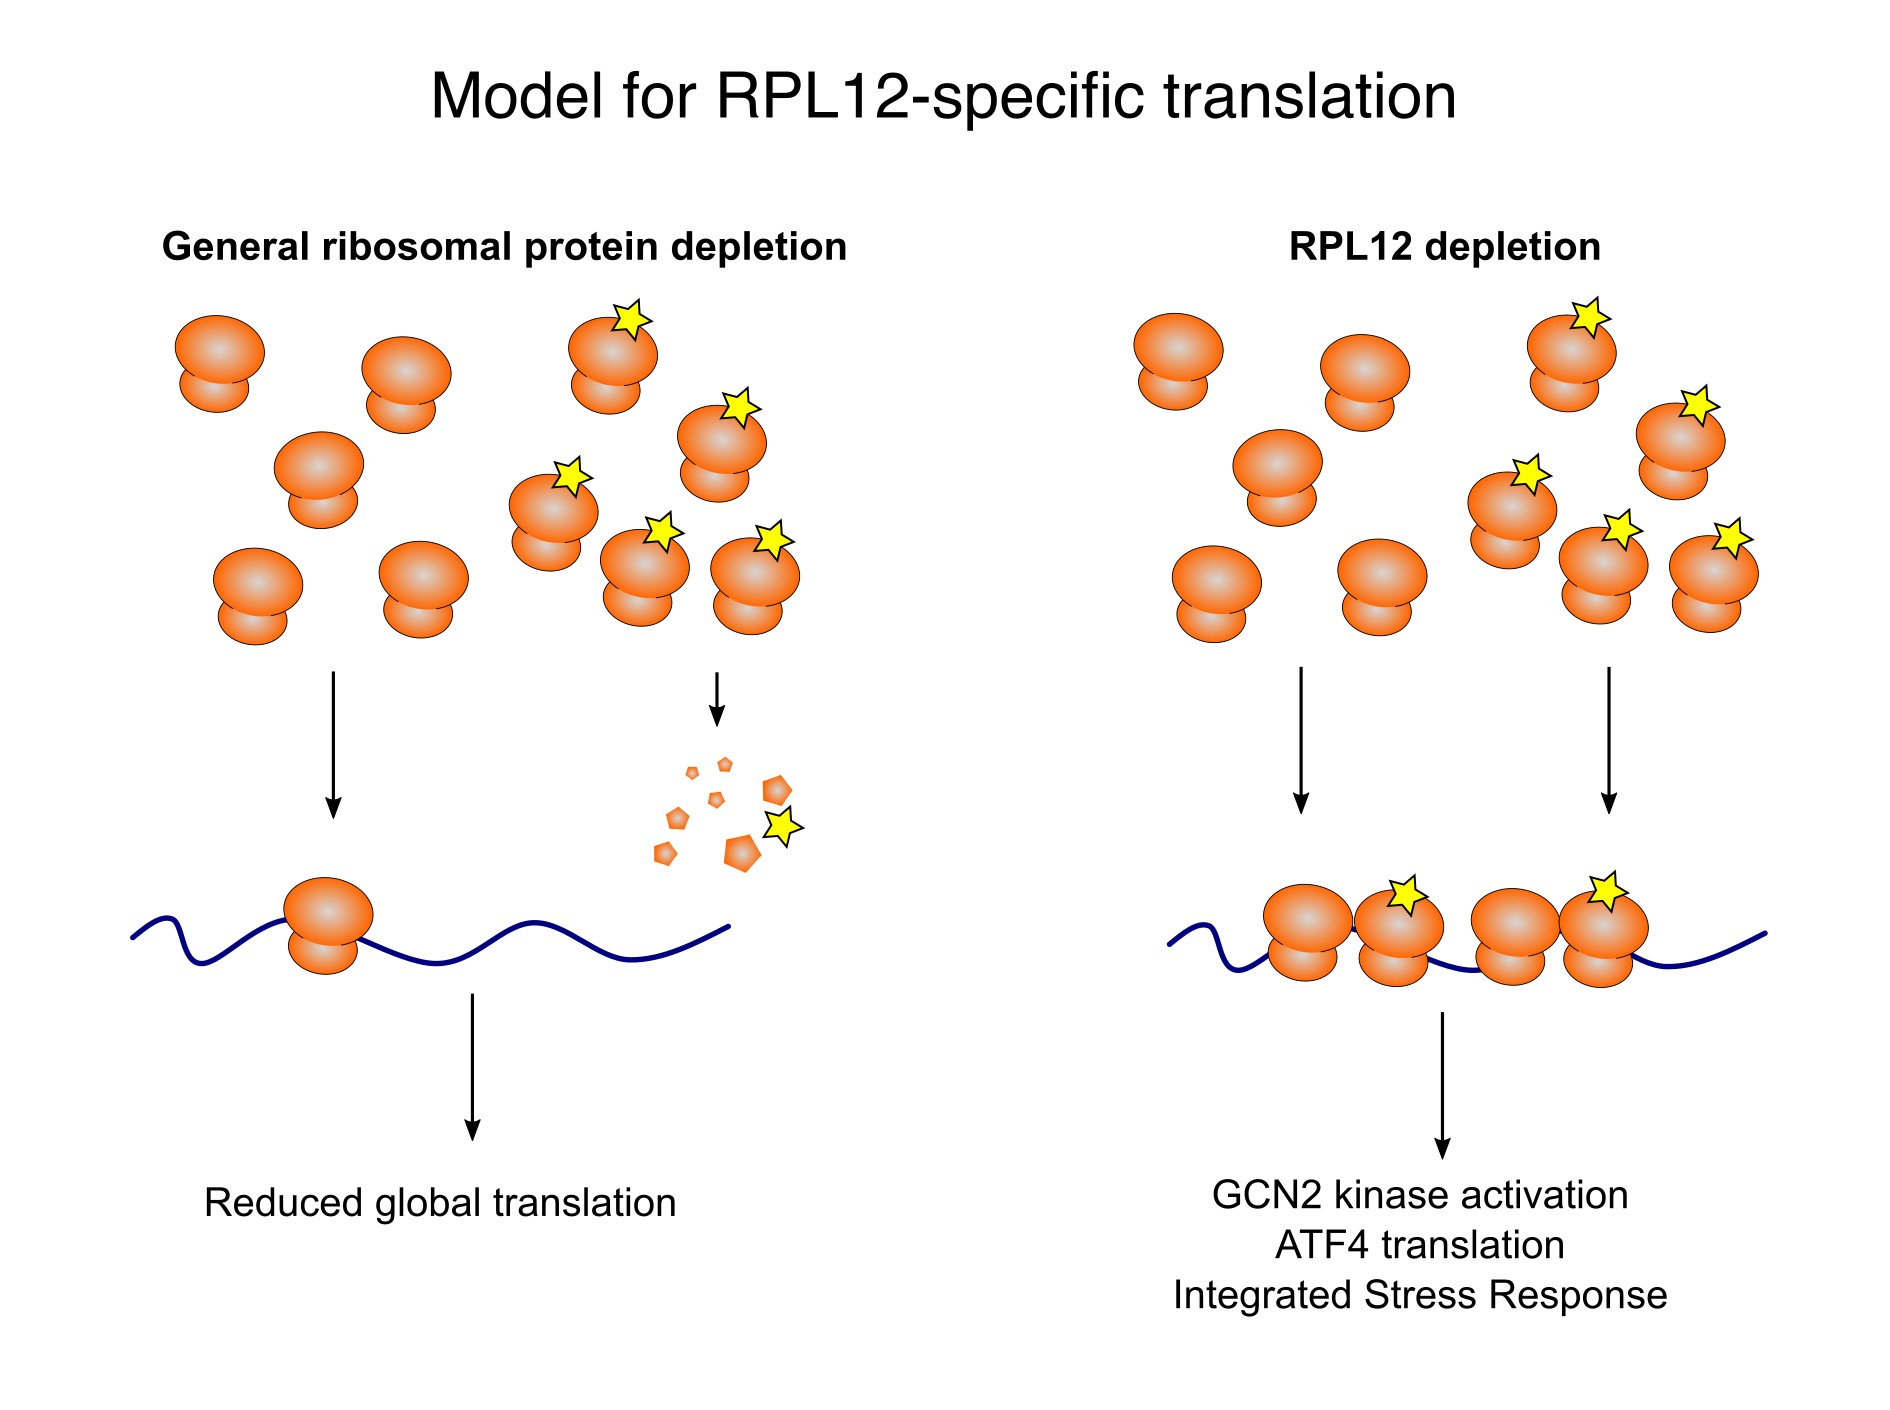 Model for RPL12-specific translation
General ribosomal protein depletion
RPL12 depletion
Reduced global translation
GCN2 kinase activation
ATF4 translation
Integrated Stress Response